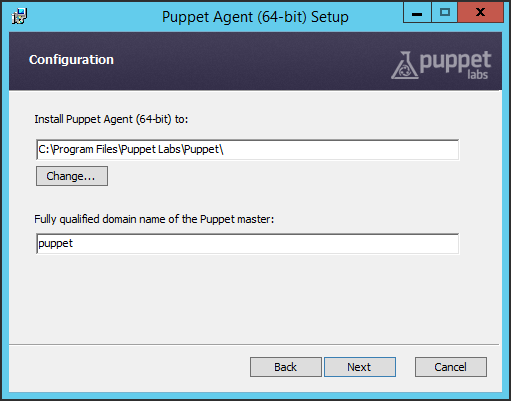 Puppet Agent (64-bit) Setup
Configuration
puppet
labs
Install Puppet Agent (64-bit) to:
C:\Program Files\Puppet Labs\Puppet\
Change...
Fully qualified domain name of the Puppet master:
puppet
Back Next Cancel